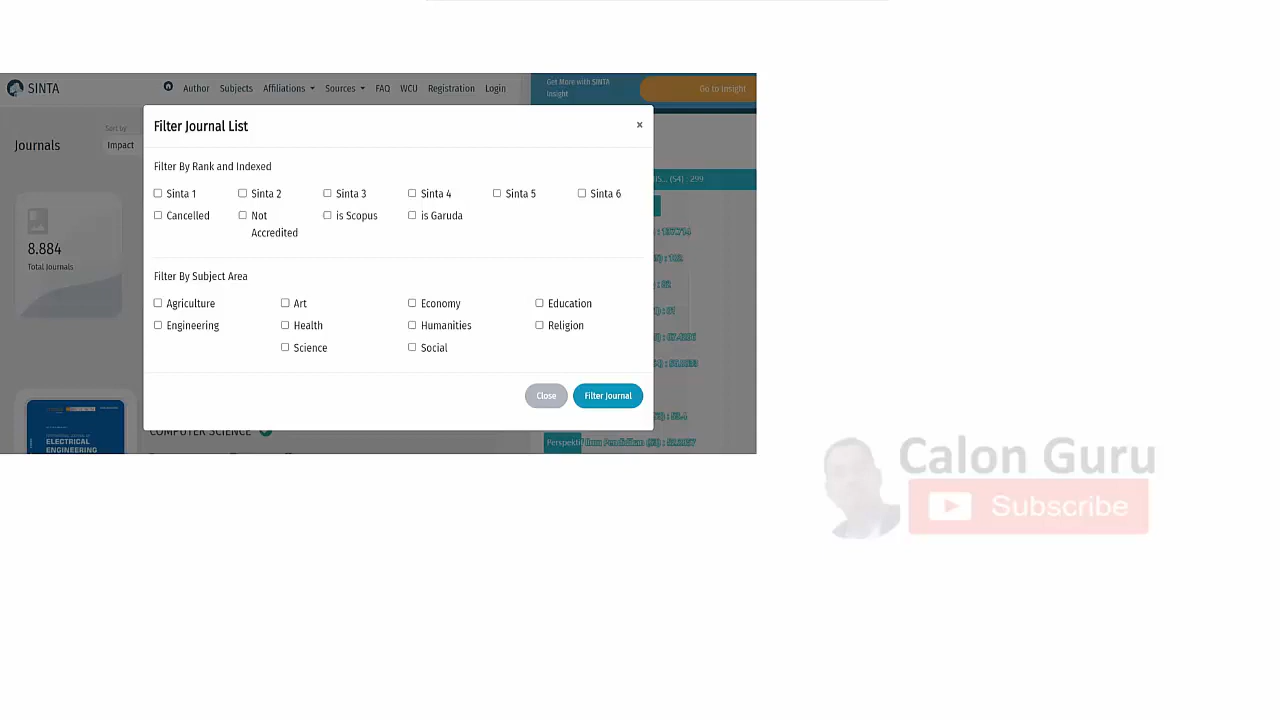 SINTA
Author Subjects Affiliations Sources FAQ WCU Registration Login
Get More with SINTA
Insight
Go to Insight
Journals
Sort by
Impact
8.884
Total Journals
Filter Journal List
×
Filter By Rank and Indexed
Sinta 1 Sinta 2 Sinta 3 Sinta 4 Sinta 5 Sinta 6
Cancelled Not Accredited is Scopus is Garuda
Filter By Subject Area
Agriculture Art Economy Education
Engineering Health Humanities Religion
Science Social
Close Filter Journal
(S4) : 299
COMPUTER SCIENCE
ELECTRICAL
ENGINEERING
Calon Guru
Subscribe